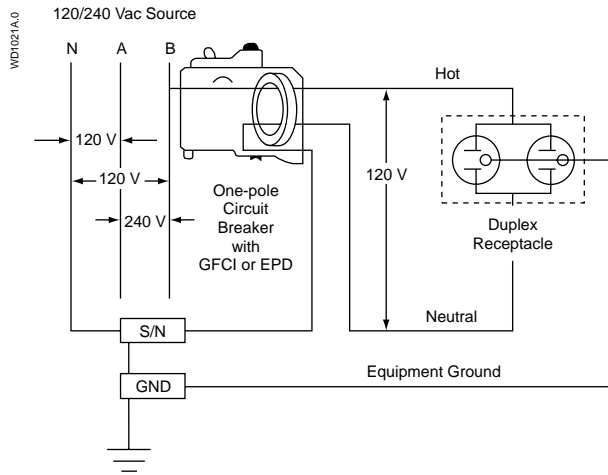 WD1021A.0
120/240 Vac Source
N
A
B
Hot
120 V
120 V
240 V
One-pole
Circuit
Breaker
with
GFCI or EPD
120 V
Duplex
Receptacle
Neutral
S/N
Equipment Ground
GND